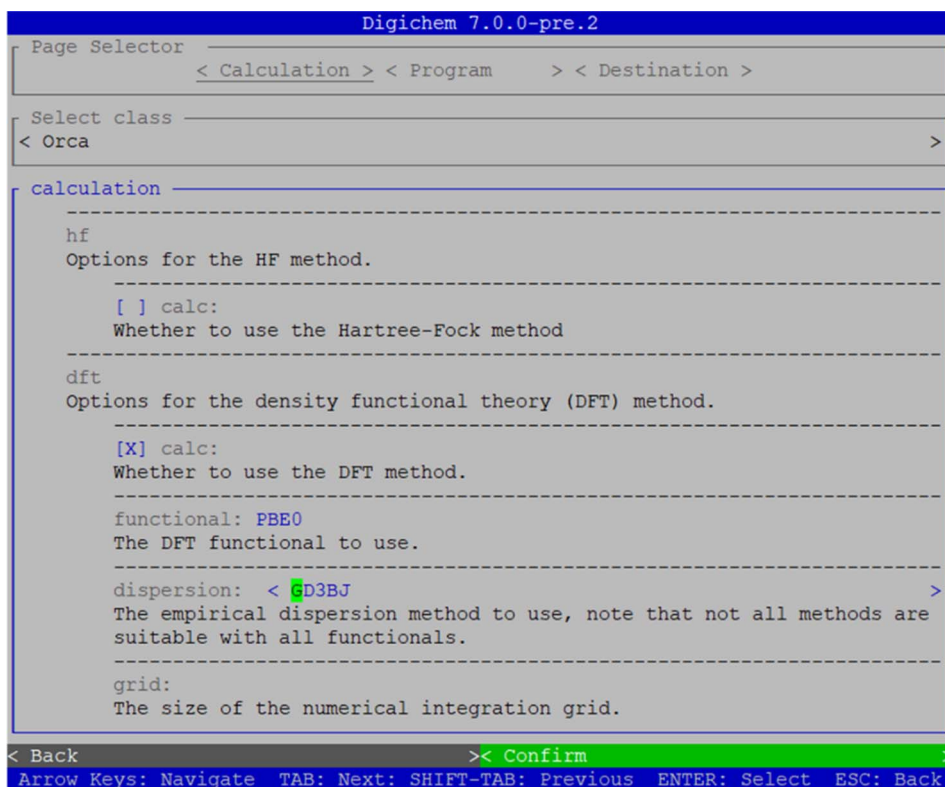 Digichem 7.0.0-pre.2
Page Selector
< Calculation > < Program > < Destination >
Select class
< Orca >
calculation
hf
Options for the HF method.
[ ] calc:
Whether to use the Hartree-Fock method
dft
Options for the density functional theory (DFT) method.
[X] calc:
Whether to use the DFT method.
functional: PBE0
The DFT functional to use.
dispersion: < GD3BJ >
The empirical dispersion method to use, note that not all methods are
suitable with all functionals.
grid:
The size of the numerical integration grid.
< Back >< Confirm >
Arrow Keys: Navigate TAB: Next: SHIFT-TAB: Previous ENTER: Select ESC: Back